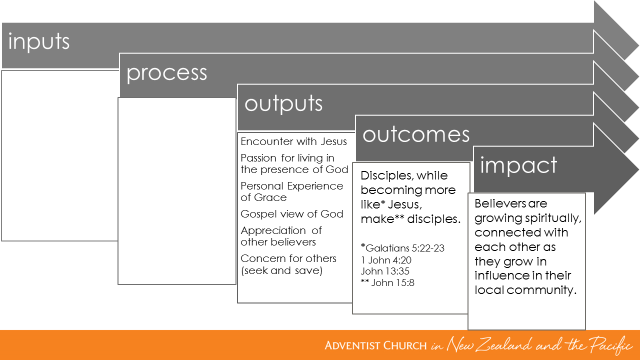 inputs
process
outputs
Encounter with Jesus
Passion for living in
the presence of God
Personal Experience
of Grace
Gospel view of God
Appreciation of
other believers
Concern for others
(seek and save)
outcomes
Disciples, while
becoming more
like* Jesus,
make** disciples.
*Galatians 5:22-23
1 John 4:20
John 13:35
** John 15:8
impact
Believers are
growing spiritually,
connected with
each other as
they grow in
influence in their
local community.
ADVENTIST CHURCH in New Zealand and the Pacific